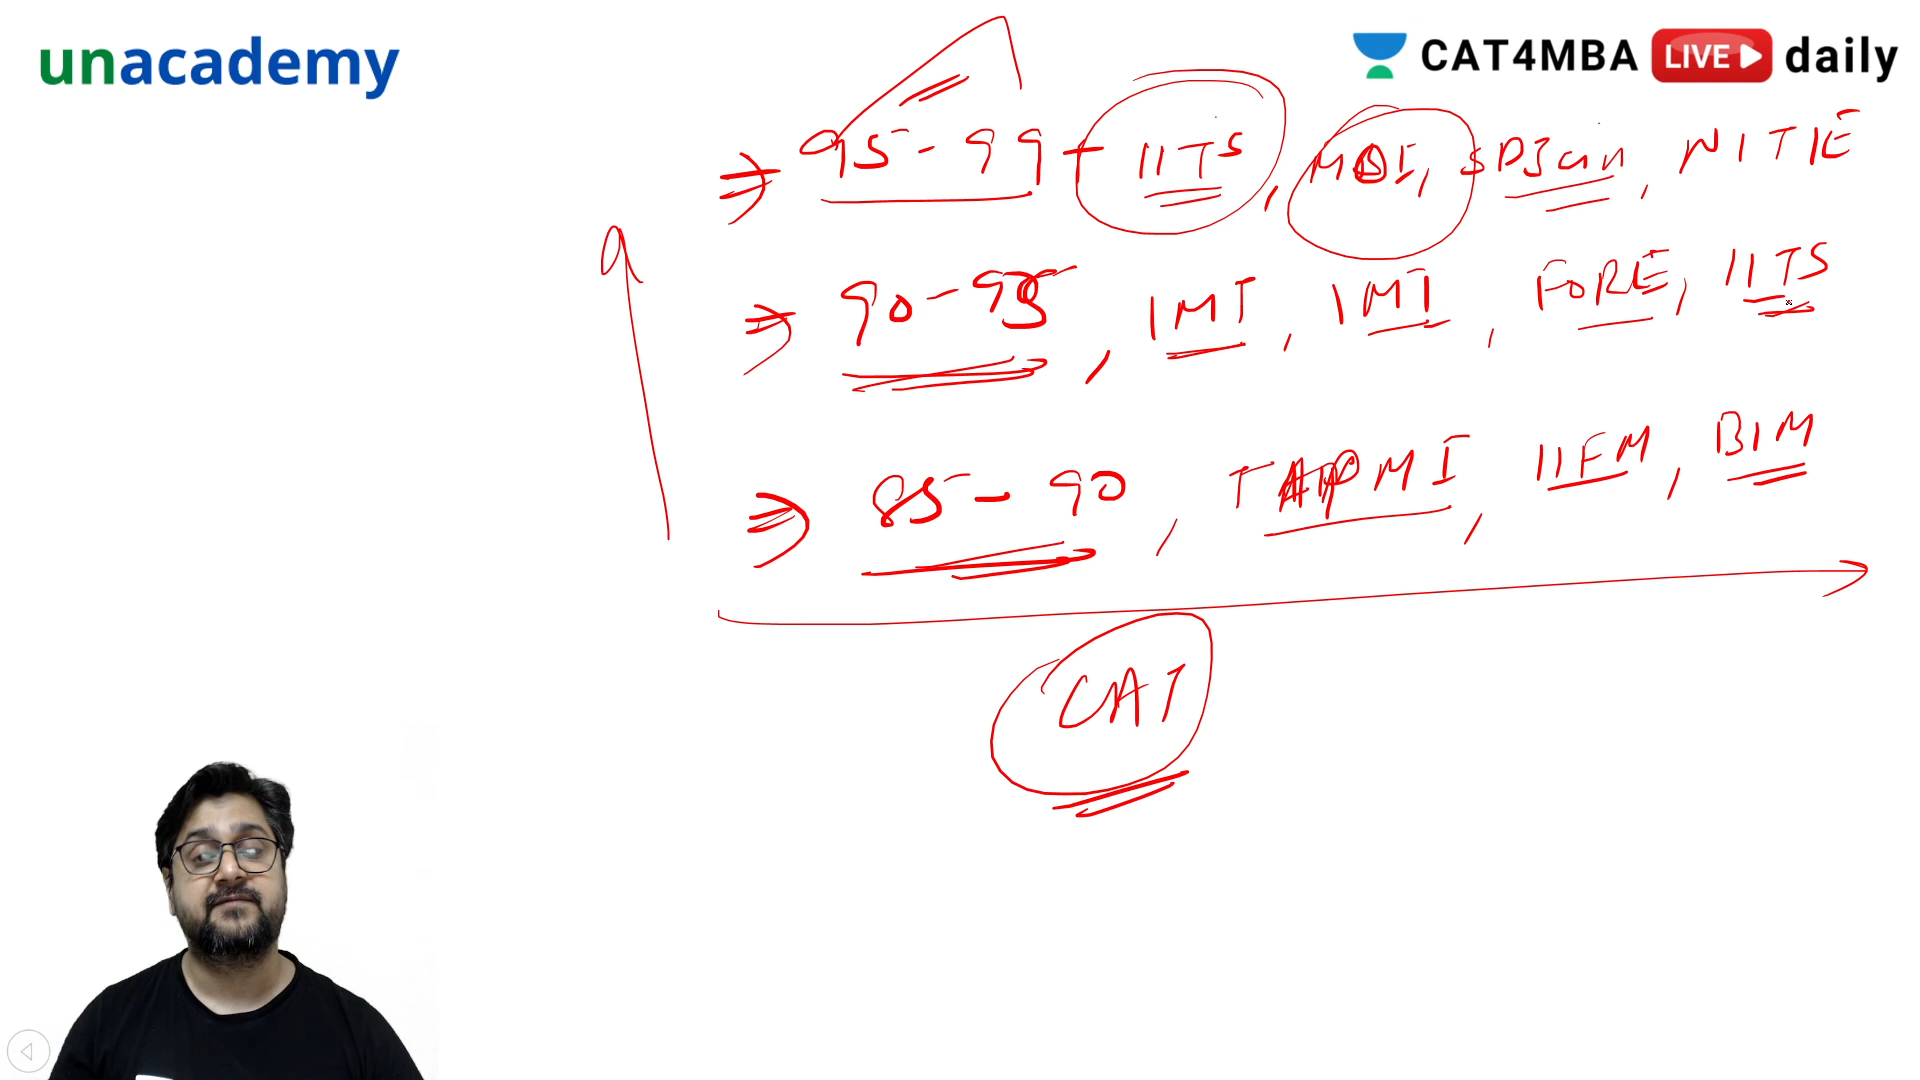 unacademy
CAT4MBA LIVE daily
⇒ 95 - 99 - IITS, MDI, SPJain, NITIE
⇒ 90 - 95, IMT, IMI, FORE, IITS
⇒ 85 - 90, TAPMI, IIFM, BIM
CAT